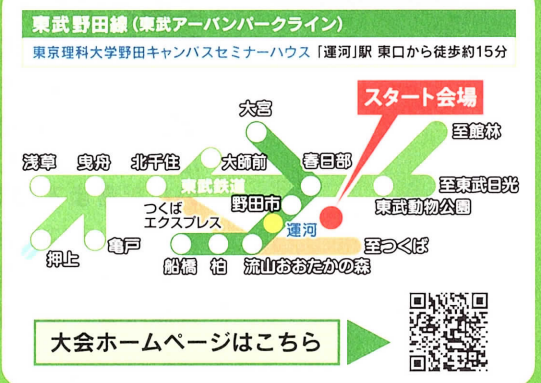 東武野田線(東武アーバンパークライン)
東京理科大学野田キャンパスセミナーハウス 「運河」駅 東口から徒歩約15分
スタート会場
大宮
至館林
浅草 曳舟 北千住 大師前 春日部
東武鉄道 至東武日光
つくば 野田市 東武動物公園
エクスプレス 運河
押上 亀戸 至つくば
船橋 柏 流山おおたかの森
大会ホームページはこちら